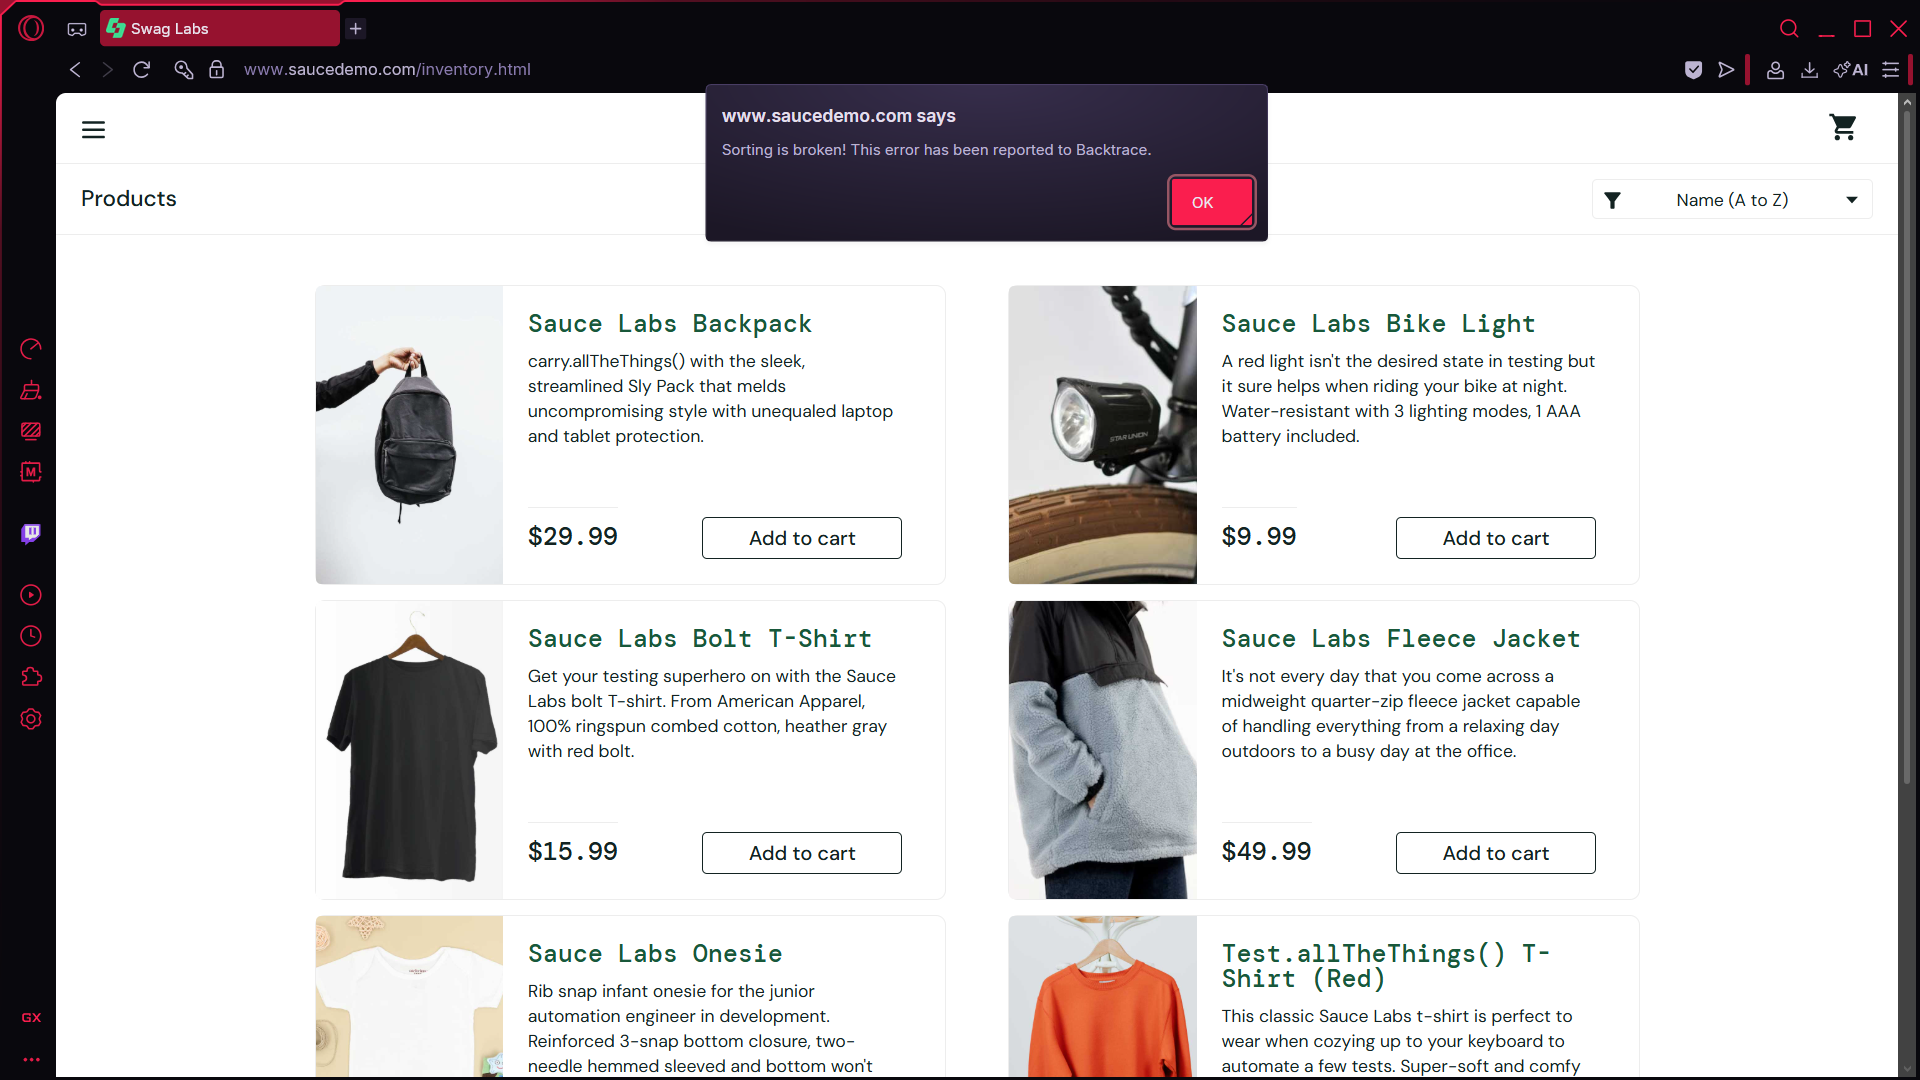 Swag Labs
www.saucedemo.com/inventory.html
AI
www.saucedemo.com says
Sorting is broken! This error has been reported to Backtrace.
OK
Products
Name (A to Z)
Sauce Labs Backpack
carry.allTheThings() with the sleek,
streamlined Sly Pack that melds
uncompromising style with unequaled laptop
and tablet protection.
$29.99
Add to cart
Sauce Labs Bike Light
A red light isn't the desired state in testing but
it sure helps when riding your bike at night.
Water-resistant with 3 lighting modes, 1 AAA
battery included.
STAR UNION
$9.99
Add to cart
Sauce Labs Bolt T-Shirt
Get your testing superhero on with the Sauce
Labs bolt T-shirt. From American Apparel,
100% ringspun combed cotton, heather gray
with red bolt.
$15.99
Add to cart
Sauce Labs Fleece Jacket
It's not every day that you come across a
midweight quarter-zip fleece jacket capable
of handling everything from a relaxing day
outdoors to a busy day at the office.
$49.99
Add to cart
Sauce Labs Onesie
Rib snap infant onesie for the junior
automation engineer in development.
Reinforced 3-snap bottom closure, two-
needle hemmed sleeved and bottom won't
Test.allTheThings() T-
Shirt (Red)
This classic Sauce Labs t-shirt is perfect to
wear when cozying up to your keyboard to
automate a few tests. Super-soft and comfy
M
GX